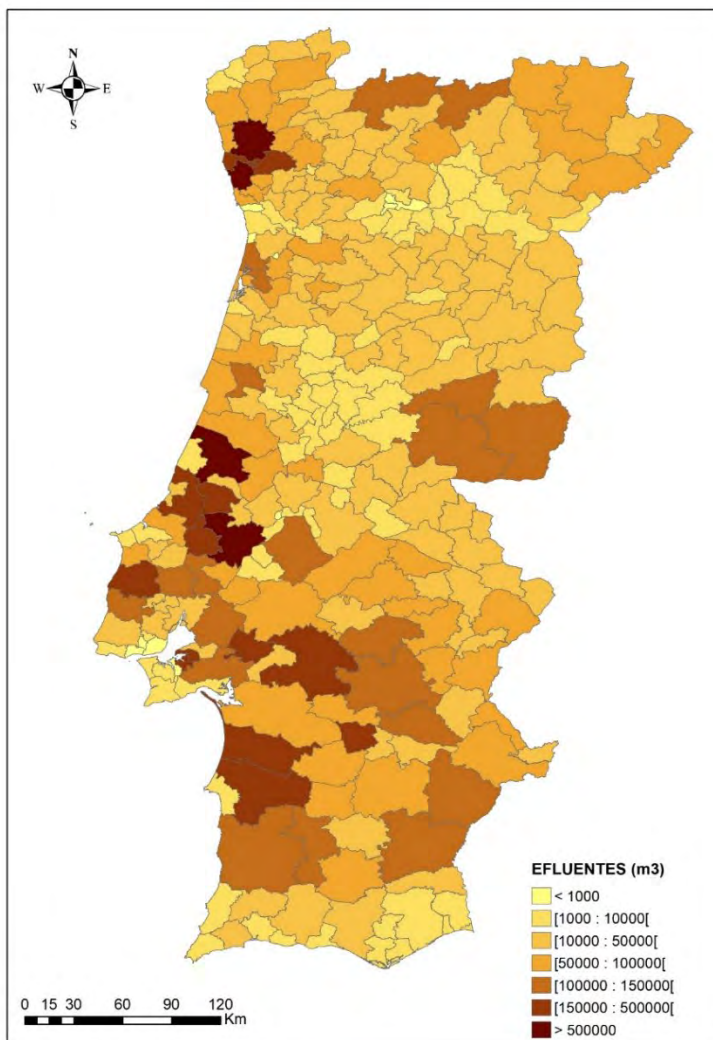 N
W E
S
EFLUENTES (m3)
< 1000
[1000 : 10000[
[10000 : 50000[
[50000 : 100000[
[100000 : 150000[
[150000 : 500000[
> 500000
0 15 30 60 90 120
Km